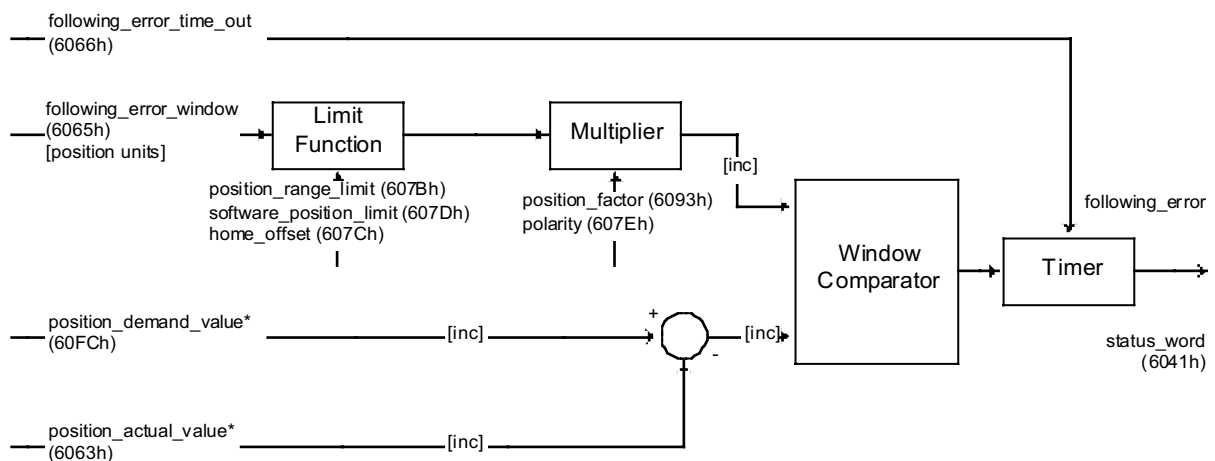 following_error_time_out
(6066h)
following_error_window
(6065h)
[position units]
Limit
Function
Multiplier
[inc]
position_range_limit (607Bh)
software_position_limit (607Dh)
home_offset (607Ch)
position_factor (6093h)
polarity (607Eh)
Window
Comparator
following_error
Timer
status_word
(6041h)
position_demand_value*
(60FCh)
[inc]
+
-
[inc]
position_actual_value*
(6063h)
[inc]